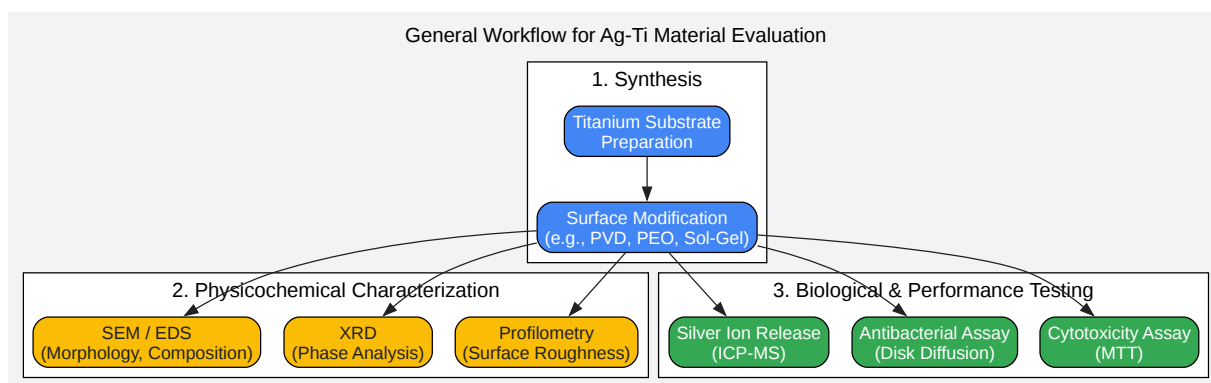 General Workflow for Ag-Ti Material Evaluation
1. Synthesis
Titanium Substrate
Preparation
Surface Modification
(e.g., PVD, PEO, Sol-Gel)
2. Physicochemical Characterization
SEM / EDS
(Morphology, Composition)
XRD
(Phase Analysis)
Profilometry
(Surface Roughness)
3. Biological & Performance Testing
Silver Ion Release
(ICP-MS)
Antibacterial Assay
(Disk Diffusion)
Cytotoxicity Assay
(MTT)